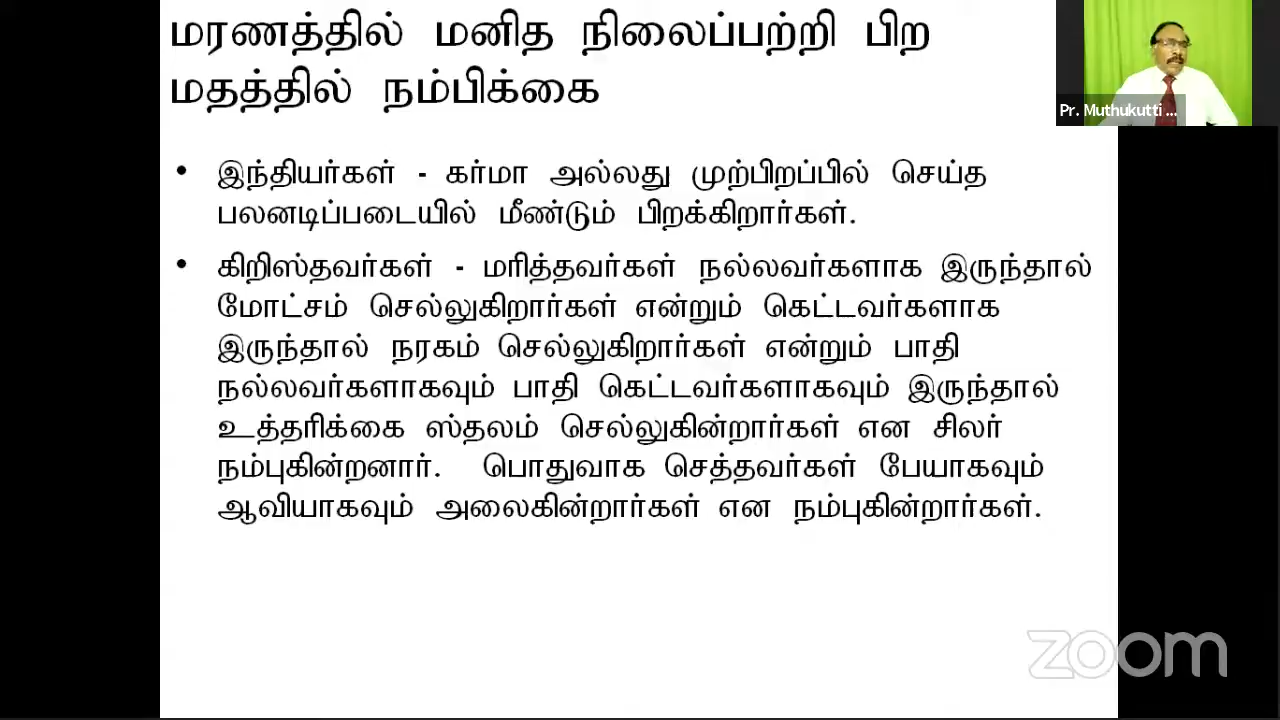 மரணத்தில் மனித நிலைப்பற்றி பிற
மதத்தில் நம்பிக்கை
Pr. Muthukutti ...
• இந்தியர்கள் - கர்மா அல்லது முற்பிறப்பில் செய்த
பலனடிப்படையில் மீண்டும் பிறக்கிறார்கள்.
• கிறிஸ்தவர்கள் - மரித்தவர்கள் நல்லவர்களாக இருந்தால்
மோட்சம் செல்லுகிறார்கள் என்றும் கெட்டவர்களாக
இருந்தால் நரகம் செல்லுகிறார்கள் என்றும் பாதி
நல்லவர்களாகவும் பாதி கெட்டவர்களாகவும் இருந்தால்
உத்தரிக்கை ஸ்தலம் செல்லுகின்றார்கள் என சிலர்
நம்புகின்றனார். பொதுவாக செத்தவர்கள் பேயாகவும்
ஆவியாகவும் அலைகின்றார்கள் என நம்புகின்றார்கள்.
zoom